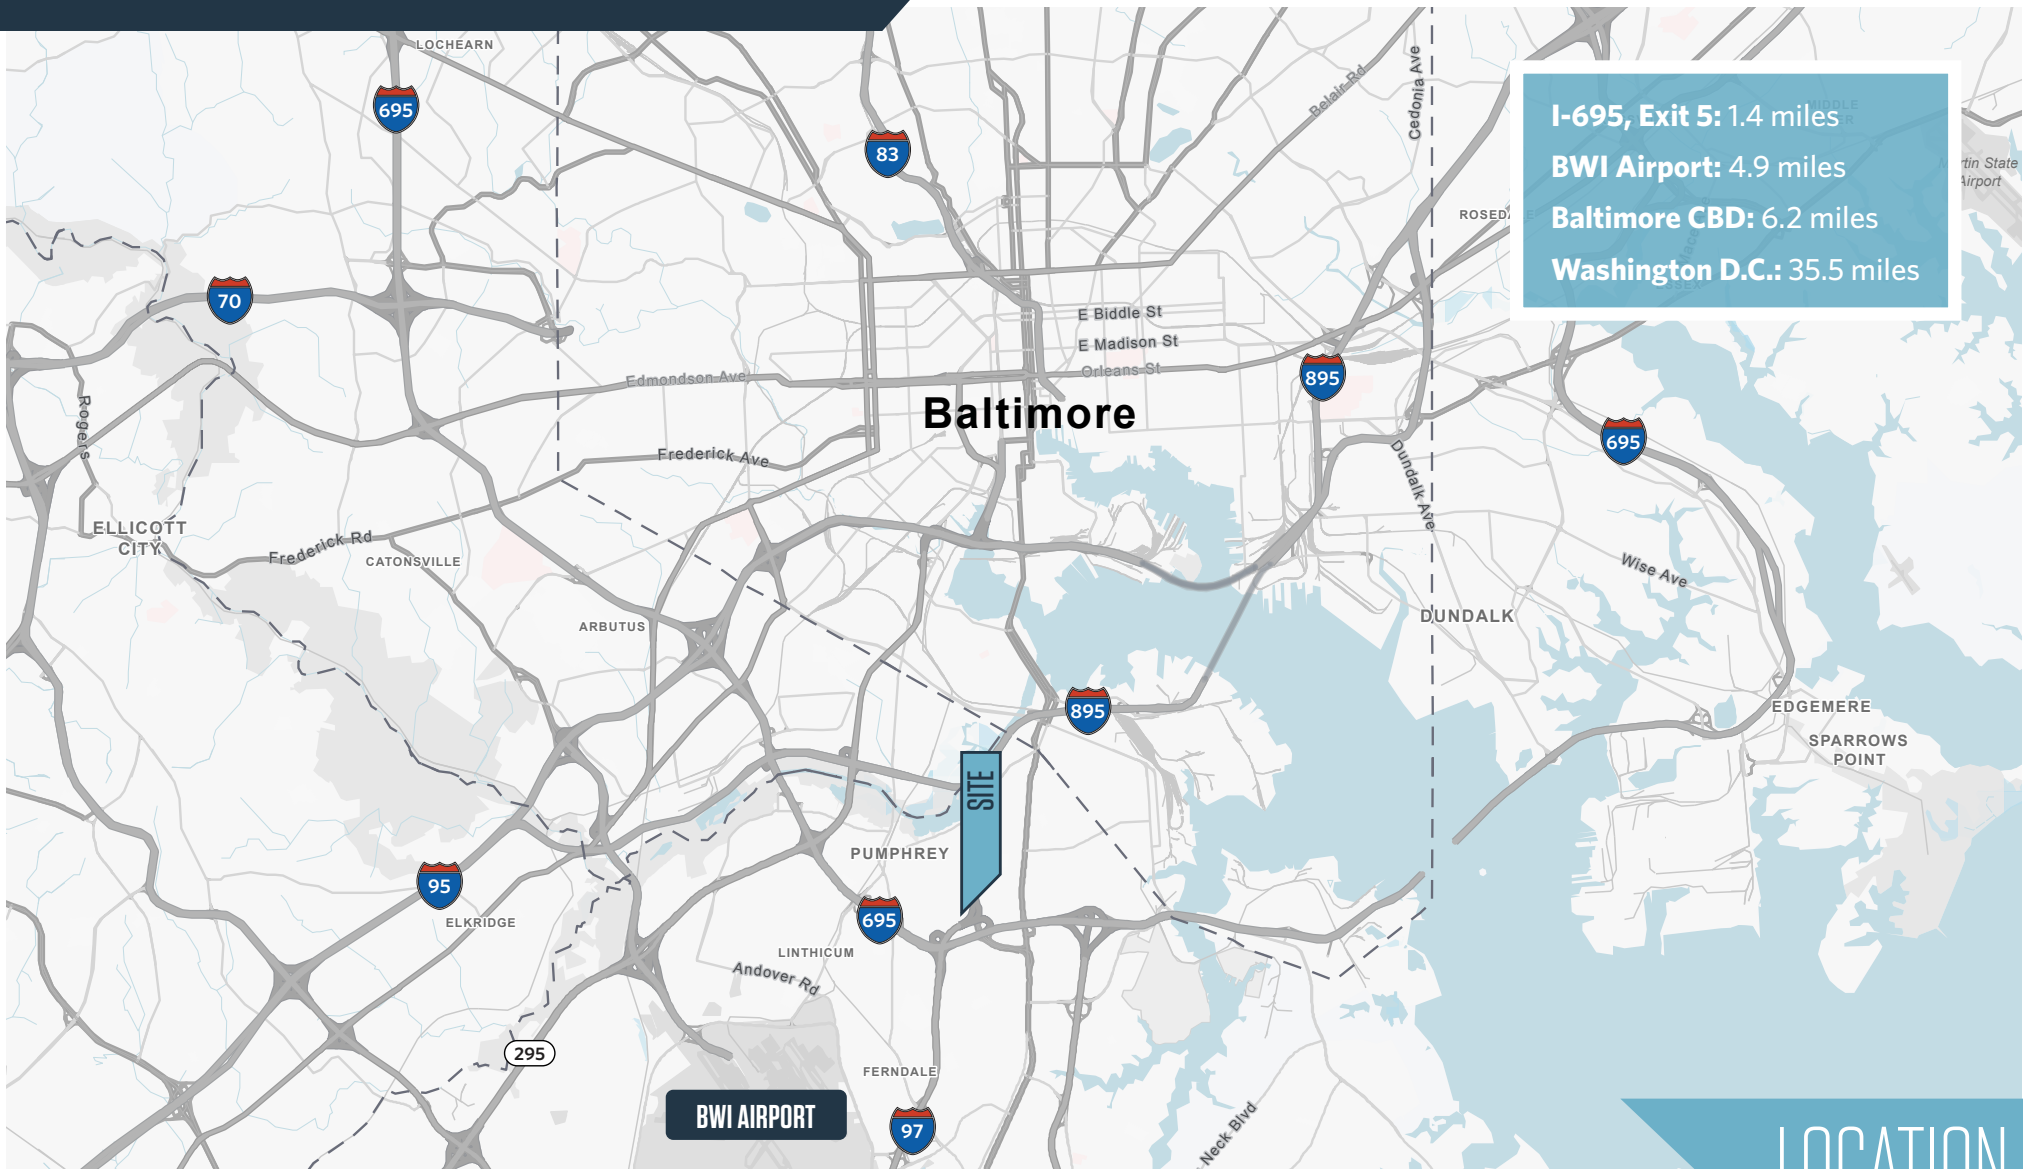 LOCHEARN
695
83
Belair Rd
Cedonia Ave
I-695, Exit 5: 1.4 miles
BWI Airport: 4.9 miles
Baltimore CBD: 6.2 miles
Washington D.C.: 35.5 miles
State
Airport
70
E Biddle St
E Madison St
Orleans St
Edmondson Ave
895
Baltimore
Rogers
Frederick Ave
695
Dundalk Ave
ELLICOTT
CITY
Frederick Rd
CATONSVILLE
Wise Ave
ARBUTUS
DUNDALK
895
EDGEMERE
SPARROWS
POINT
SITE
PUMPHREY
95
ELKRIDGE
695
LINTHICUM
Andover Rd
295
FERNDALE
BWI AIRPORT
97
Neck Blvd
LOCATION